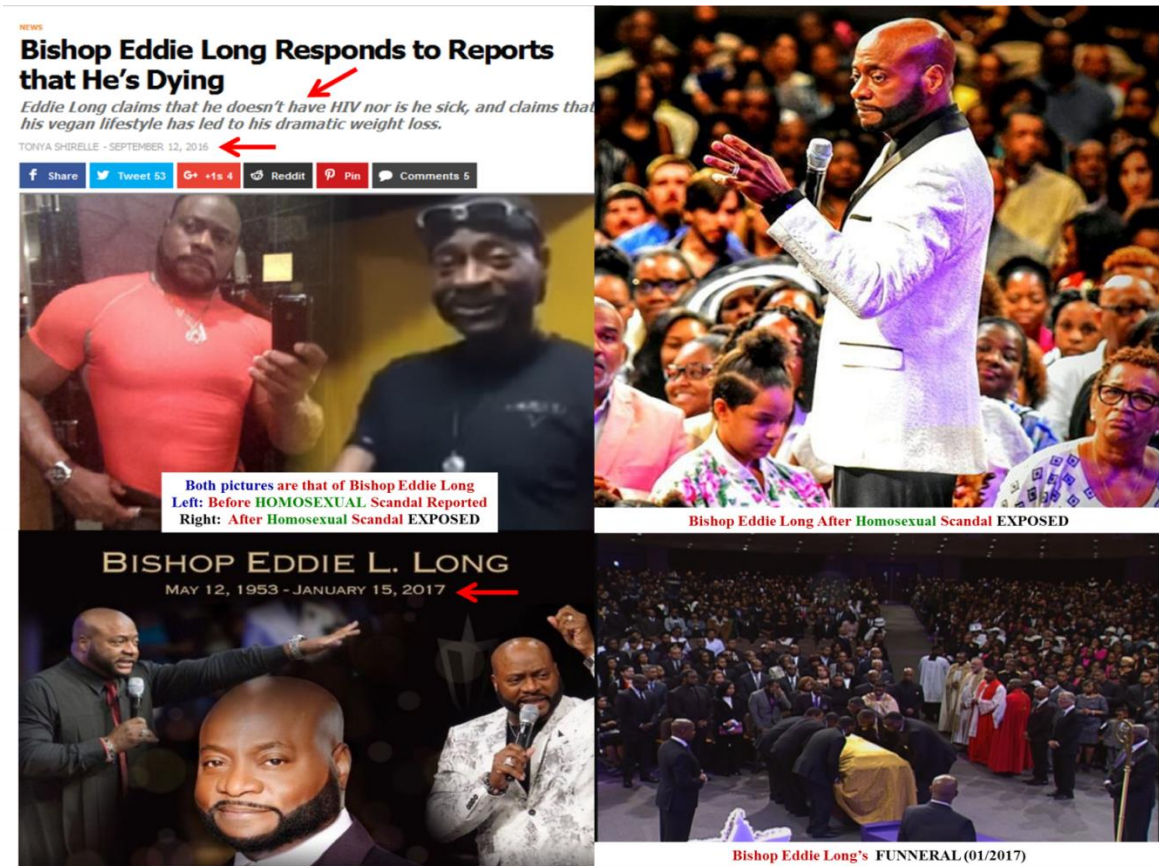 NEWS
Bishop Eddie Long Responds to Reports
that He's Dying
Eddie Long claims that he doesn't have HIV nor is he sick, and claims that
his vegan lifestyle has led to his dramatic weight loss.
TONYA SHIRELLE - SEPTEMBER 12, 2016
f Share Tweet 53 G+ +1s 4 Reddit Pin Comments 5
Both pictures are that of Bishop Eddie Long
Left: Before HOMOSEXUAL Scandal Reported
Right: After Homosexual Scandal EXPOSED
Bishop Eddie Long After Homosexual Scandal EXPOSED
BISHOP EDDIE L. LONG
MAY 12, 1953 - JANUARY 15, 2017
Bishop Eddie Long's FUNNERAL (01/2017)